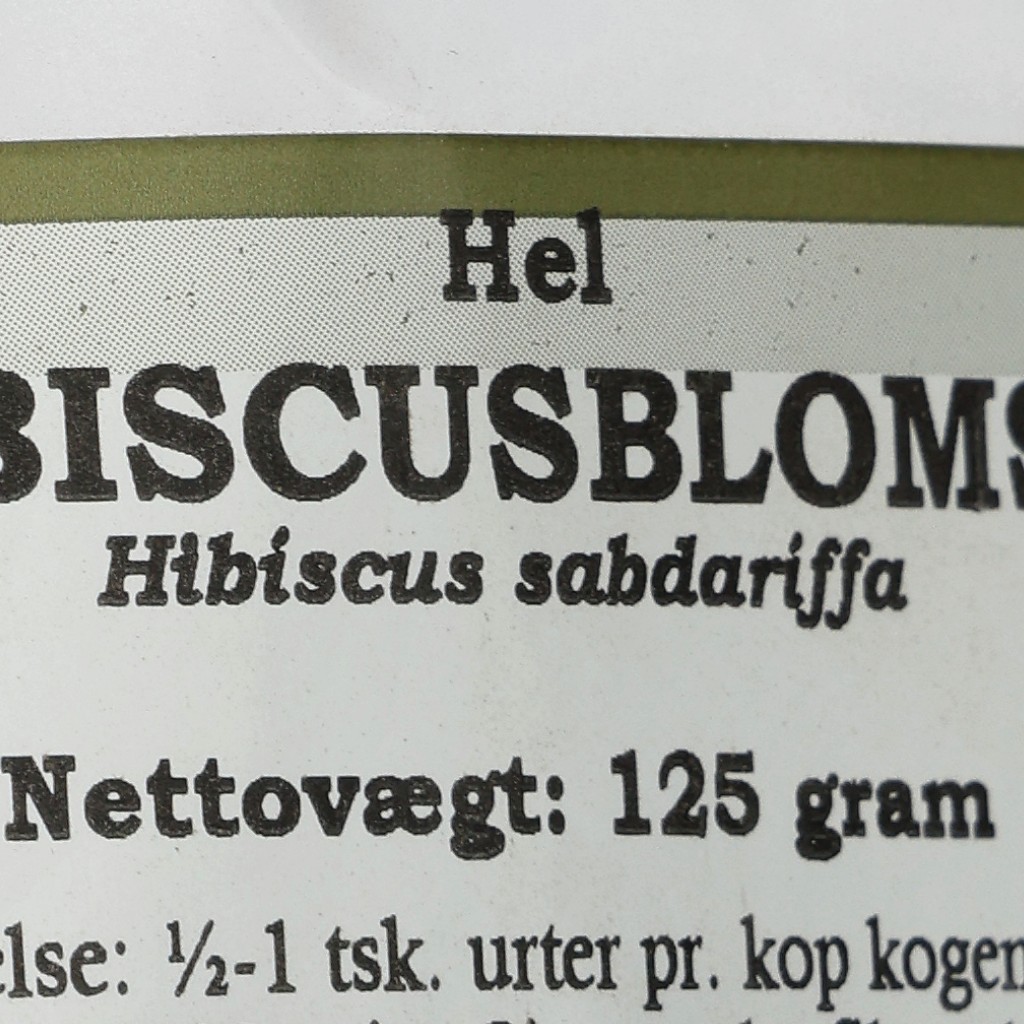 Hel
BISCUSBLOMS
Hibiscus sabdariffa
Nettovægt: 125 gram
else: ½-1 tsk. urter pr. kop kogen